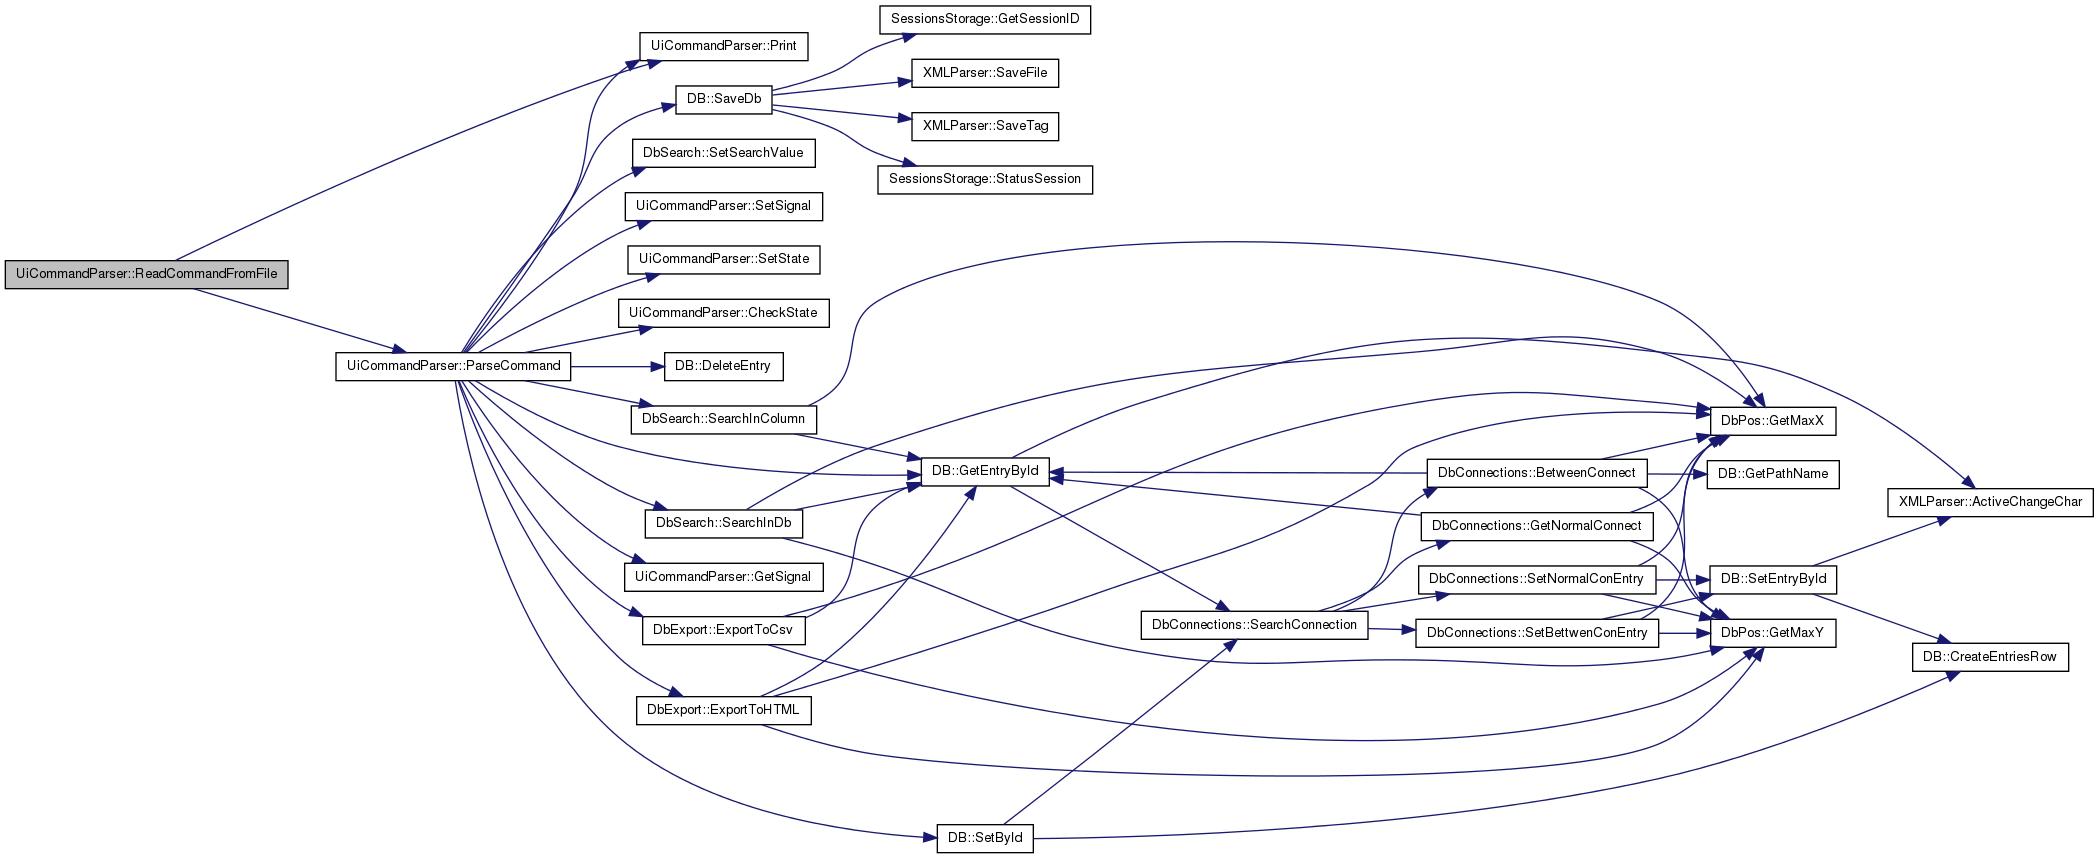 SessionsStorage::GetSessionID
UiCommandParser::Print
XMLParser::SaveFile
DB::SaveDb
XMLParser::SaveTag
DbSearch::SetSearchValue
SessionsStorage::StatusSession
UiCommandParser::SetSignal
UiCommandParser::SetState
UiCommandParser::ReadCommandFromFile
UiCommandParser::CheckState
UiCommandParser::ParseCommand
DB::DeleteEntry
DbSearch::SearchInColumn
DbPos::GetMaxX
DB::GetEntryById
DbConnections::BetweenConnect
DB::GetPathName
XMLParser::ActiveChangeChar
DbSearch::SearchInDb
DbConnections::GetNormalConnect
UiCommandParser::GetSignal
DbConnections::SetNormalConEntry
DB::SetEntryById
DbExport::ExportToCsv
DbConnections::SearchConnection
DbConnections::SetBettwenConEntry
DbPos::GetMaxY
DB::CreateEntriesRow
DbExport::ExportToHTML
DB::SetById